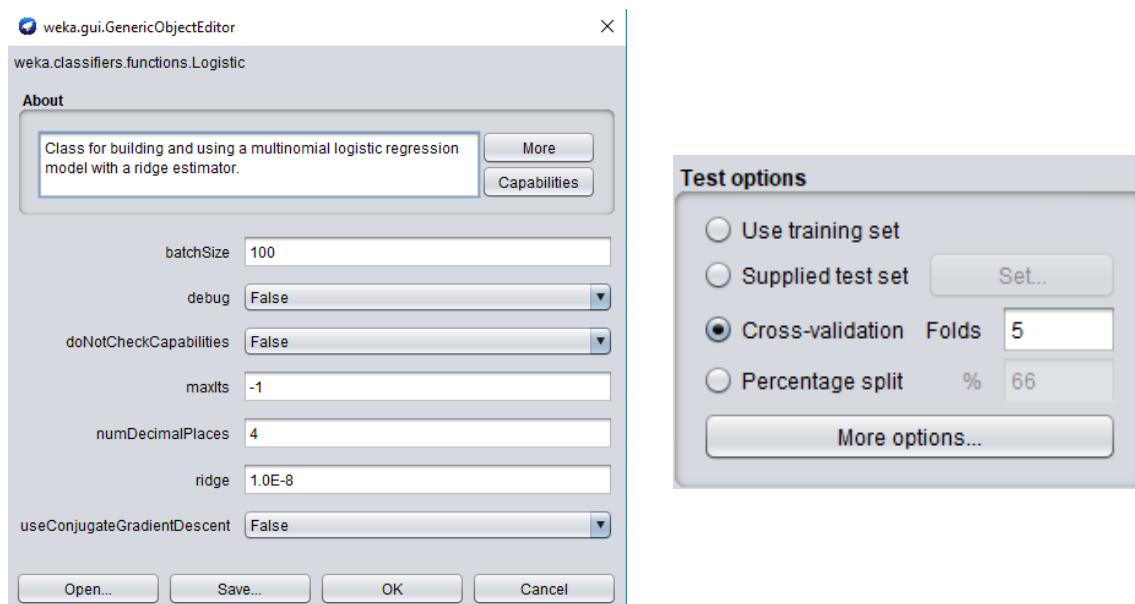 weka.gui.GenericObjectEditor
weka.classifiers.functions.Logistic
About
Class for building and using a multinomial logistic regression
model with a ridge estimator.
More
Capabilities
batchSize 100
debug False
doNotCheckCapabilities False
maxIts -1
numDecimalPlaces 4
ridge 1.0E-8
useConjugateGradientDescent False
Open... Save... OK Cancel
Test options
Use training set
Supplied test set Set...
Cross-validation Folds 5
Percentage split % 66
More options...